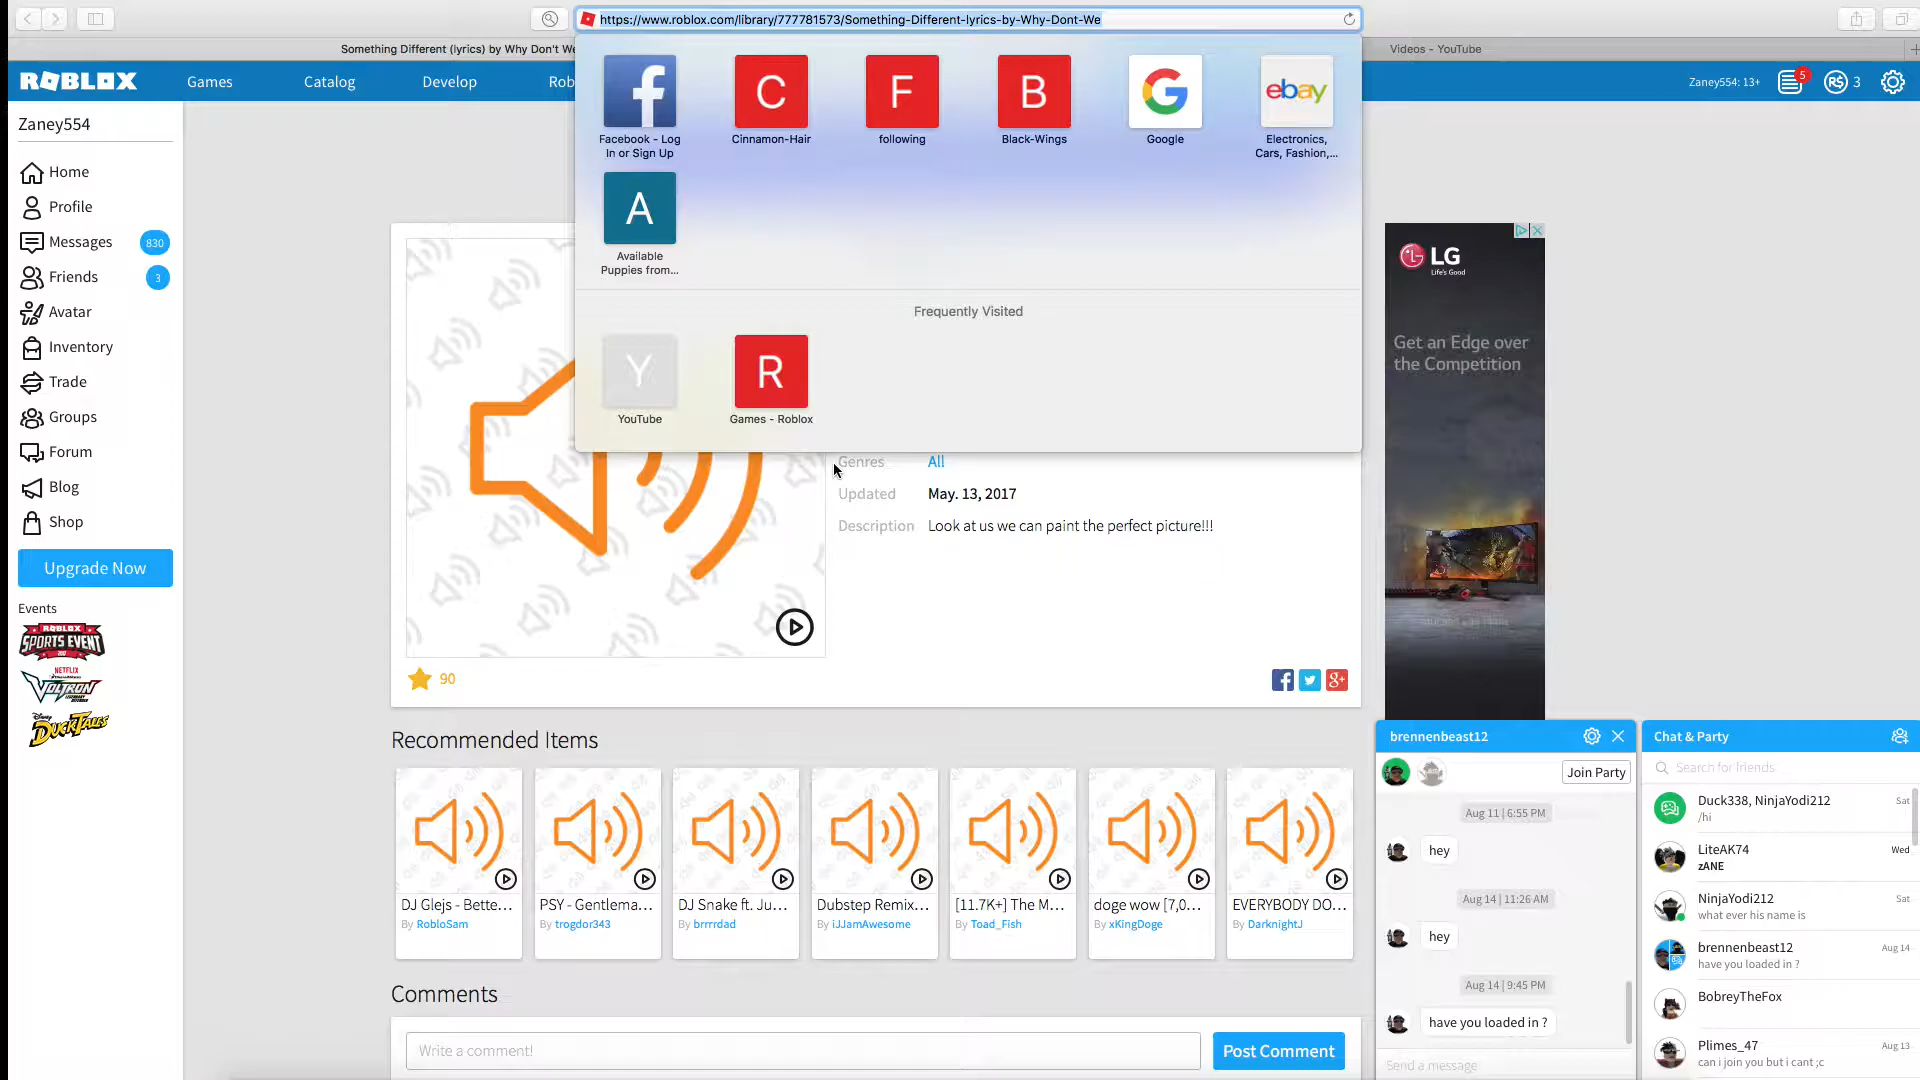 https://www.roblox.com/library/777781573/Something-Different-lyrics-by-Why-Dont-We
Something Different (lyrics) by Why Don't We
Videos - YouTube
ROBLOX
Games
Catalog
Develop
Rob
Zaney554: 13+
5
R$
3
Zaney554
Home
Profile
Messages
830
Friends
3
Avatar
Inventory
Trade
Groups
Forum
Blog
Shop
Upgrade Now
Events
ROBLOX
SPORTS EVENT
NETFLIX
VOLTRON
Disney
DUCKTALES
f
Facebook - Log
In or Sign Up
C
Cinnamon-Hair
F
following
B
Black-Wings
G
Google
ebay
Electronics,
Cars, Fashion,...
A
Available
Puppies from...
Frequently Visited
Y
YouTube
R
Games - Roblox
Genres
All
Updated
May. 13, 2017
Description
Look at us we can paint the perfect picture!!!
90
LG
Life's Good
Get an Edge over
the Competition
Recommended Items
DJ Glejs - Bette...
By RobloSam
PSY - Gentlema...
By trogdor343
DJ Snake ft. Ju...
By brrrrdad
Dubstep Remix...
By iJJamAwesome
[11.7K+] The M...
By Toad_Fish
doge wow [7,0...
By xKingDoge
EVERYBODY DO...
By DarknightJ
Comments
Write a comment!
Post Comment
brennenbeast12
Join Party
Aug 11 | 6:55 PM
hey
Aug 14 | 11:26 AM
hey
Aug 14 | 9:45 PM
have you loaded in ?
Send a message
Chat & Party
Search for friends
Duck338, NinjaYodi212
Sat
/hi
LiteAK74
Wed
zANE
NinjaYodi212
Sat
what ever his name is
brennenbeast12
Aug 14
have you loaded in ?
BobreyTheFox
Plimes_47
Aug 13
can i join you but i cant ;c